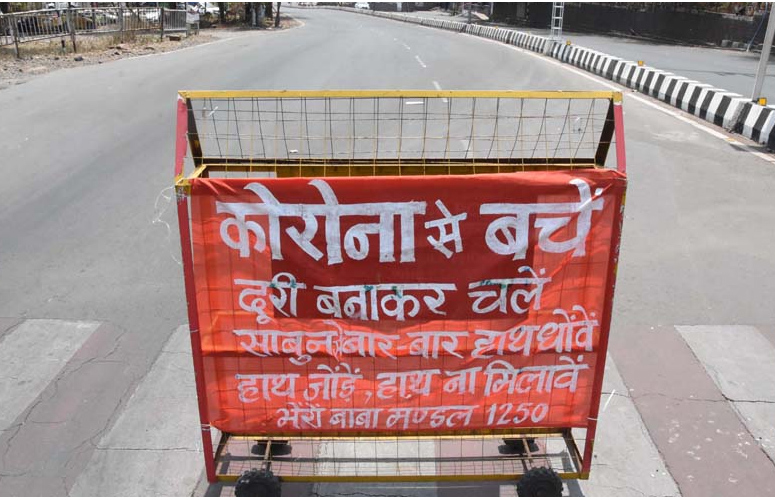 कोरोना से बचें
दूरी बनाकर चलें
साबुन से बार बार हाथ धोंवें
हाथ जोड़ें, हाथ ना मिलावें
भेरों बाबा मण्डल 1250